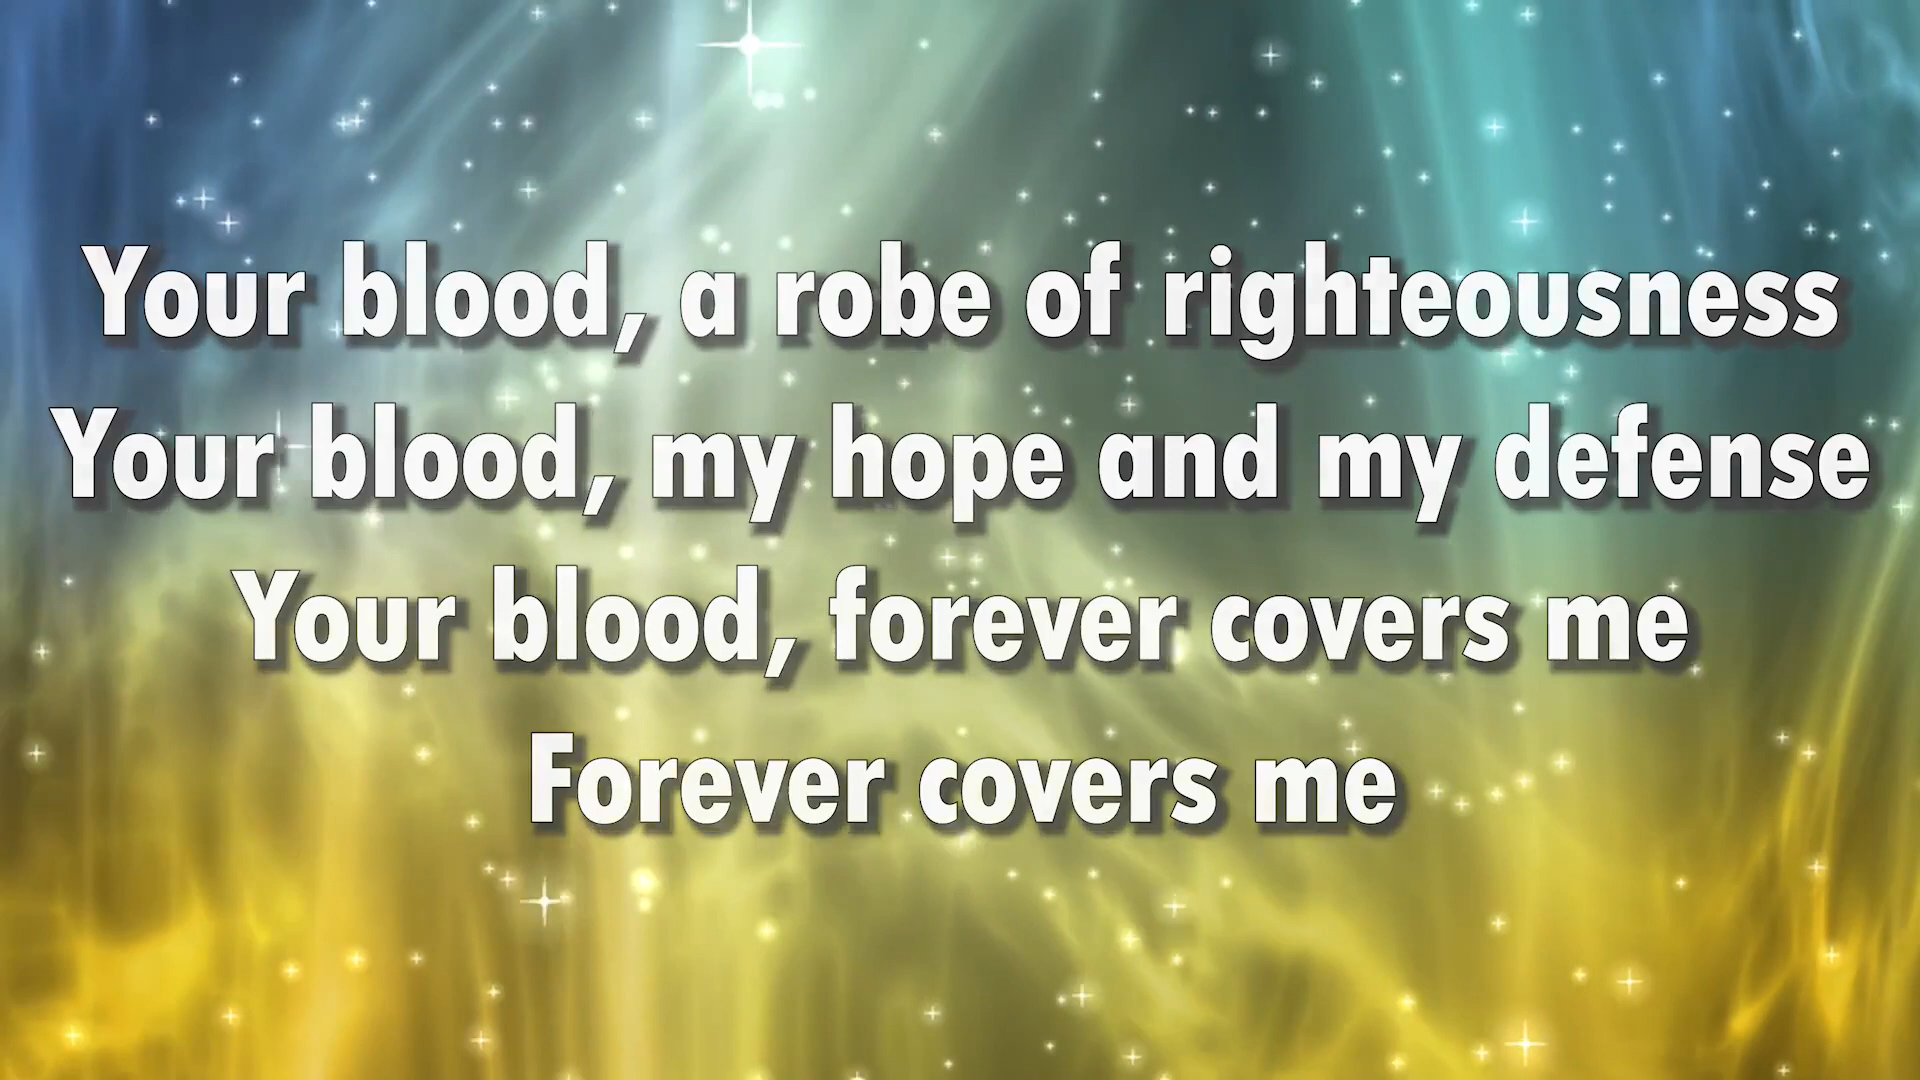 Your blood, a robe of righteousness
Your blood, my hope and my defense
Your blood, forever covers me
Forever covers me